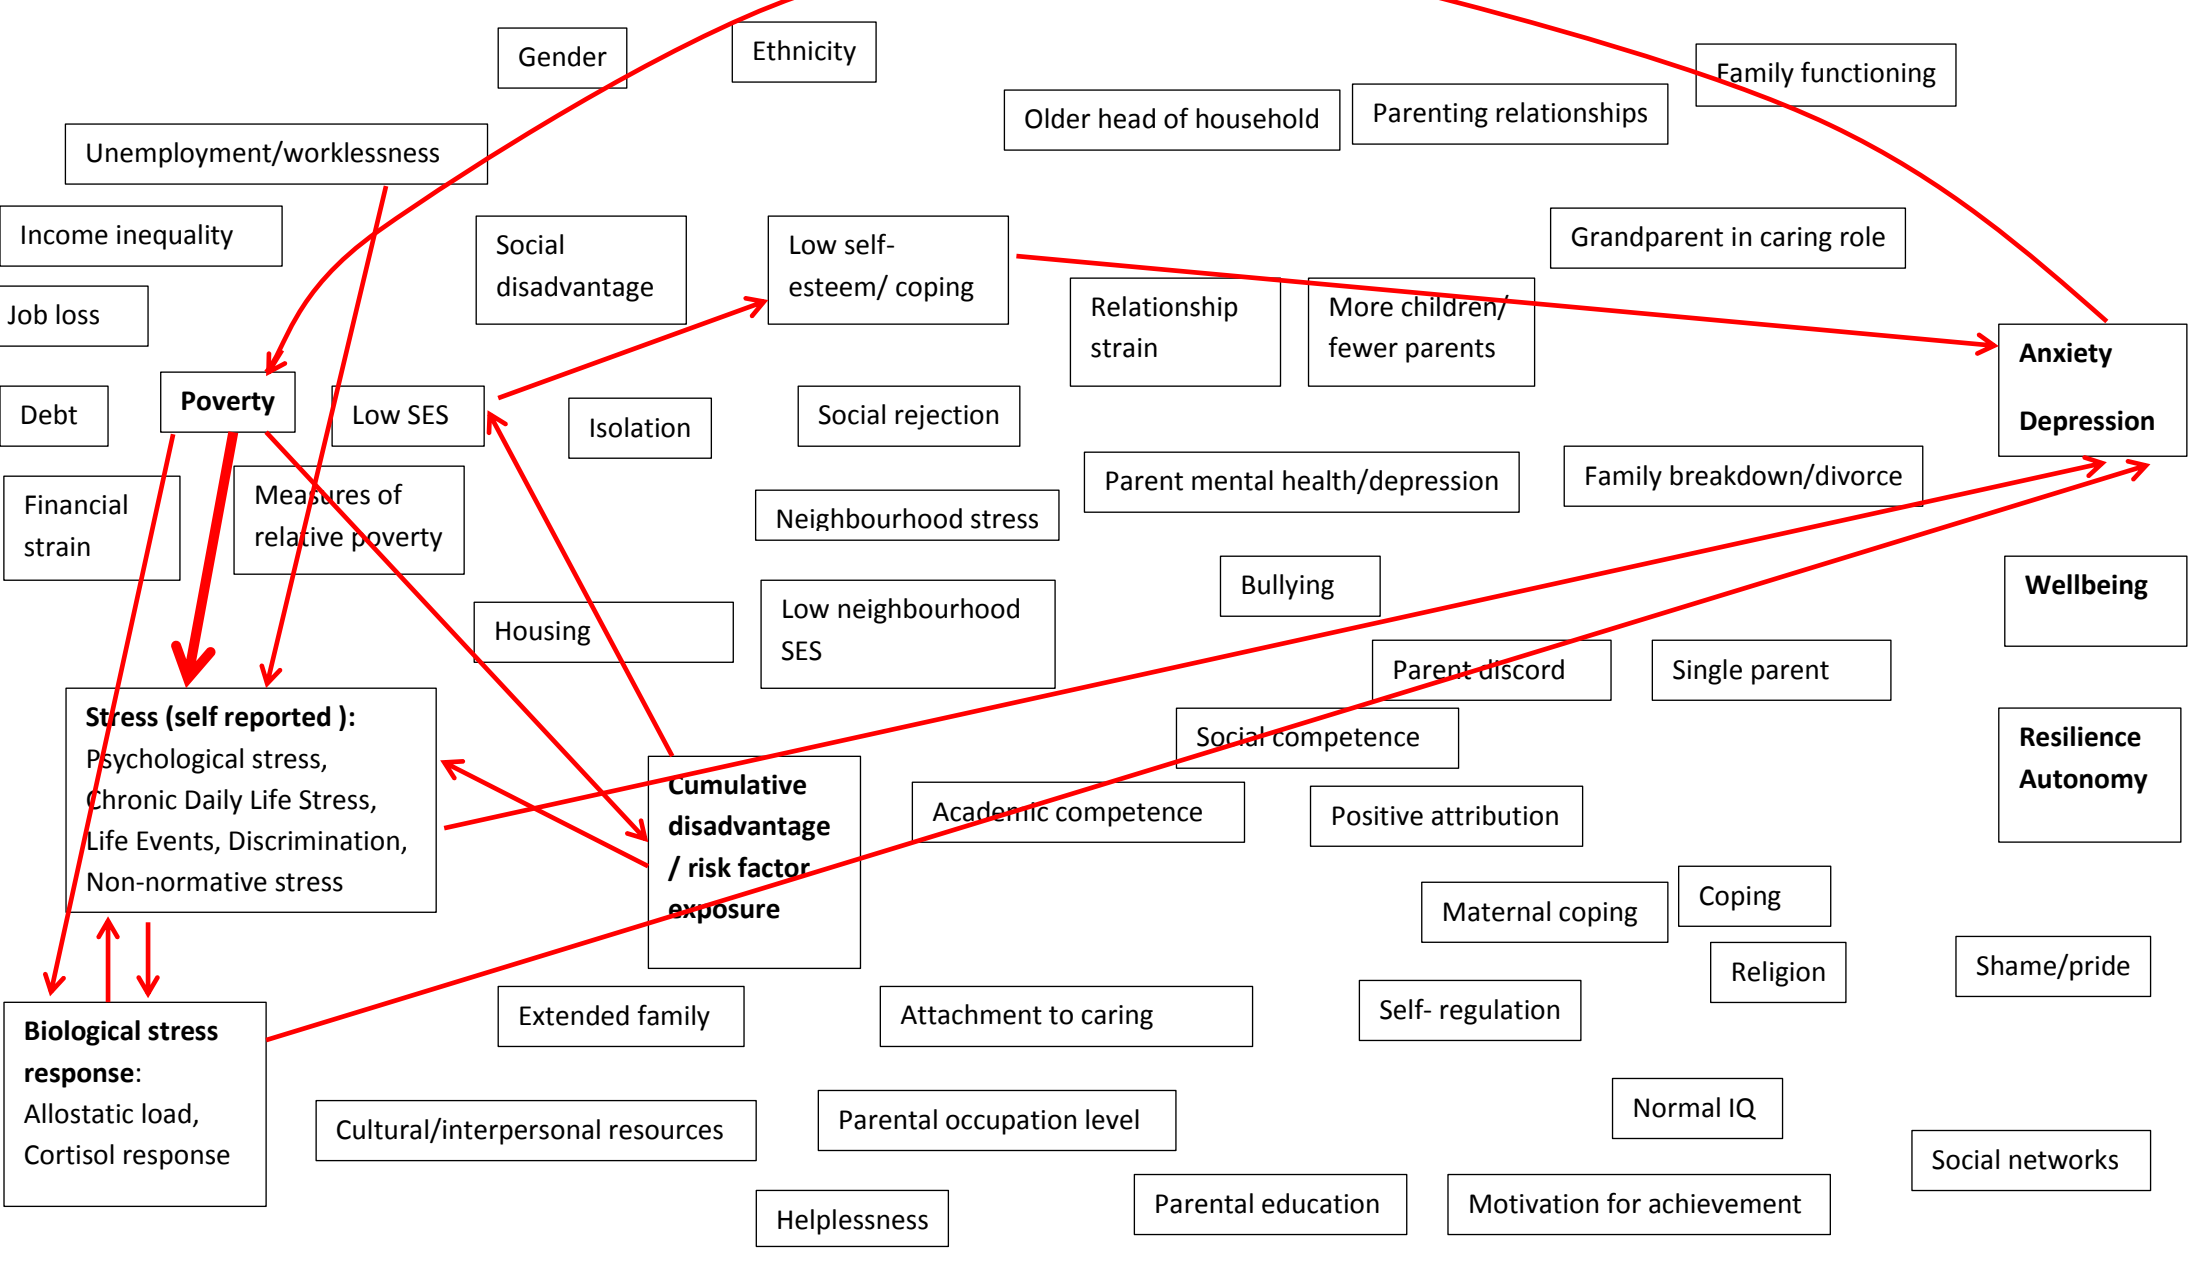 Gender
Ethnicity
Family functioning
Older head of household
Parenting relationships
Unemployment/worklessness
Income inequality
Social
disadvantage
Low self-
esteem/ coping
Grandparent in caring role
Job loss
Relationship
strain
More children/
fewer parents
Anxiety
Depression
Debt
Poverty
Low SES
Isolation
Social rejection
Financial
strain
Measures of
relative poverty
Neighbourhood stress
Parent mental health/depression
Family breakdown/divorce
Housing
Low neighbourhood
SES
Bullying
Wellbeing
Parent discord
Single parent
Stress (self reported ):
Psychological stress,
Chronic Daily Life Stress,
Life Events, Discrimination,
Non-normative stress
Cumulative
disadvantage
/ risk factor
exposure
Social competence
Academic competence
Positive attribution
Resilience
Autonomy
Maternal coping
Coping
Religion
Shame/pride
Biological stress
response:
Allostatic load,
Cortisol response
Extended family
Attachment to caring
Self- regulation
Cultural/interpersonal resources
Parental occupation level
Normal IQ
Social networks
Helplessness
Parental education
Motivation for achievement